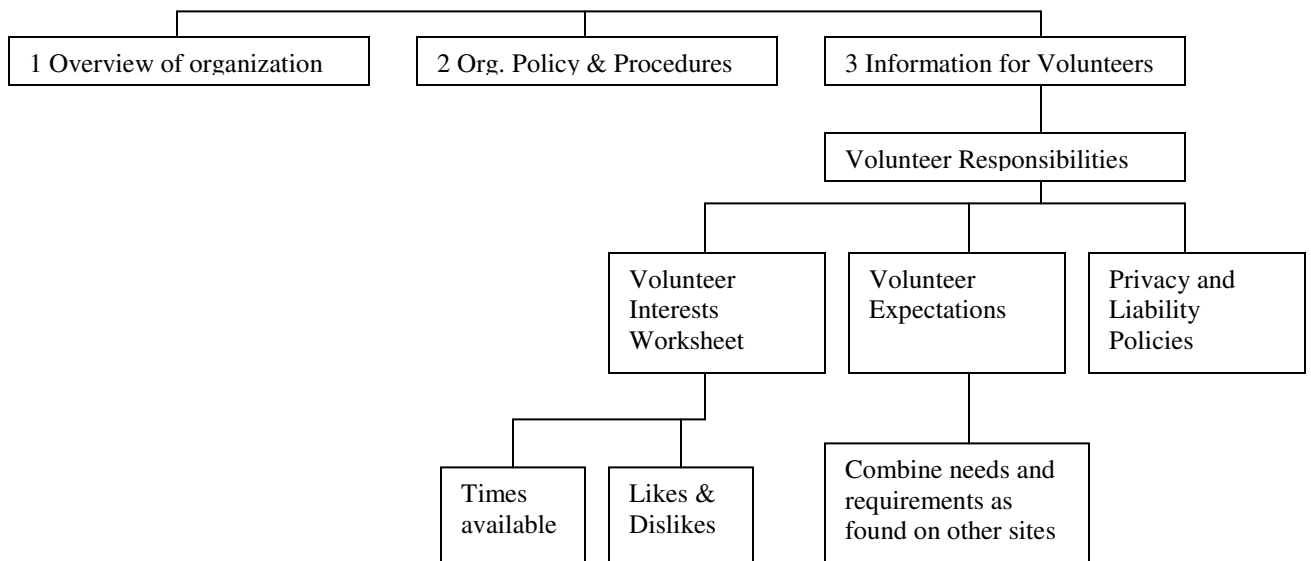 1 Overview of organization
2 Org. Policy & Procedures
3 Information for Volunteers
Volunteer Responsibilities
Volunteer
Interests
Worksheet
Volunteer
Expectations
Privacy and
Liability
Policies
Times
available
Likes &
Dislikes
Combine needs and
requirements as
found on other sites